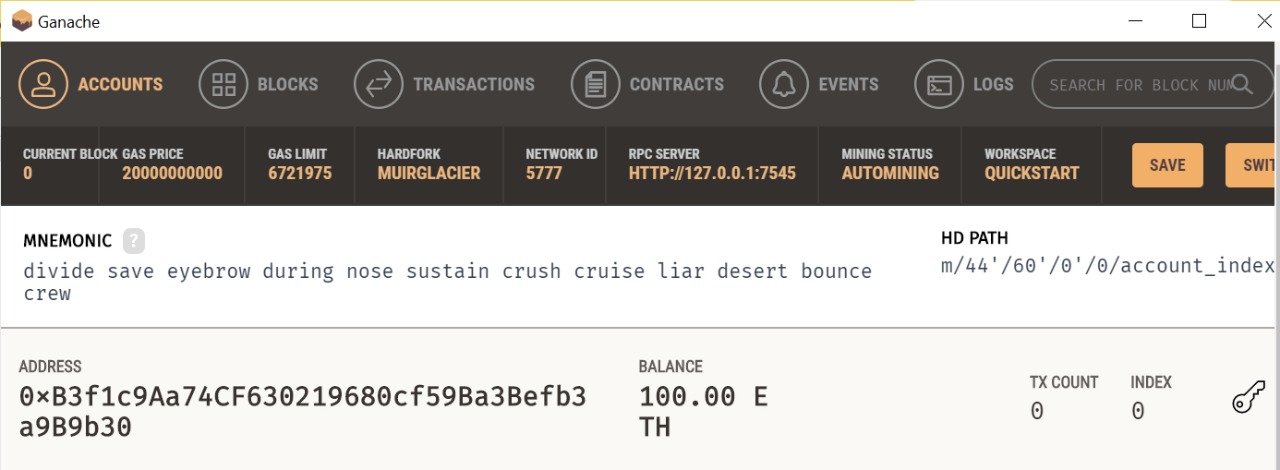 Ganache
ACCOUNTS BLOCKS TRANSACTIONS CONTRACTS EVENTS LOGS SEARCH FOR BLOCK NUM
CURRENT BLOCK GAS PRICE GAS LIMIT HARDFORK NETWORK ID RPC SERVER MINING STATUS WORKSPACE
0 20000000000 6721975 MUIRGLACIER 5777 HTTP://127.0.0.1:7545 AUTOMINING QUICKSTART SAVE SWIT
MNEMONIC ? HD PATH
divide save eyebrow during nose sustain crush cruise liar desert bounce m/44'/60'/0'/0/account_index
crew
ADDRESS BALANCE TX COUNT INDEX
0×B3f1c9Aa74CF630219680cf59Ba3Befb3 100.00 E 0 0
a9B9b30 TH